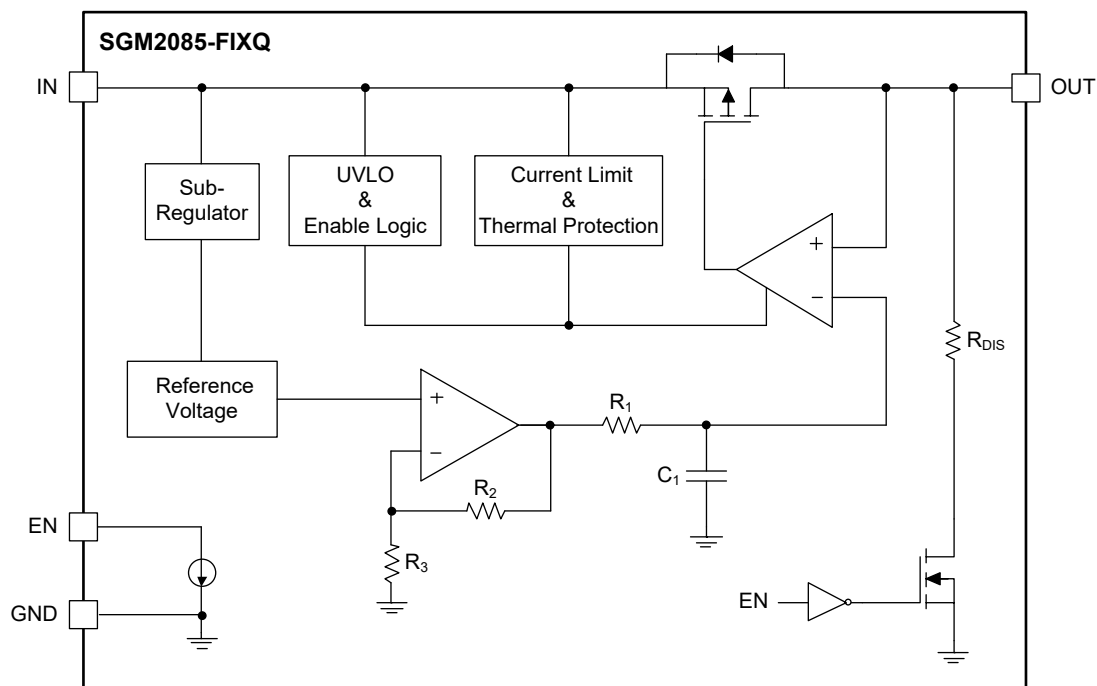 SGM2085-FIXQ
IN
OUT
Sub-
Regulator
UVLO
&
Enable Logic
Current Limit
&
Thermal Protection
+
−
RDIS
Reference
Voltage
+
−
R1
C1
R2
R3
EN
GND
EN